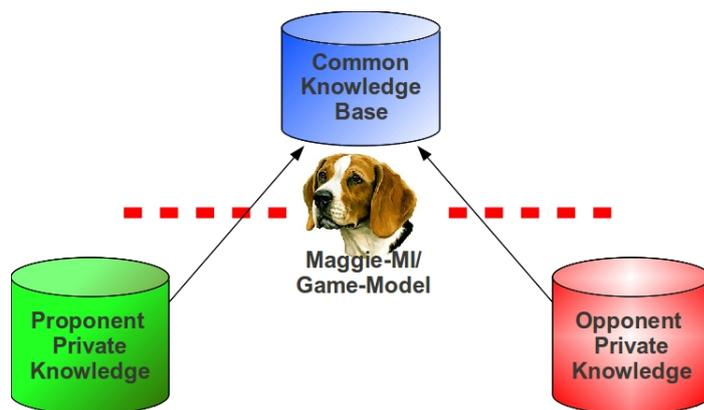 Common
Knowledge
Base
Maggie-MI/
Game-Model
Proponent
Private
Knowledge
Opponent
Private
Knowledge